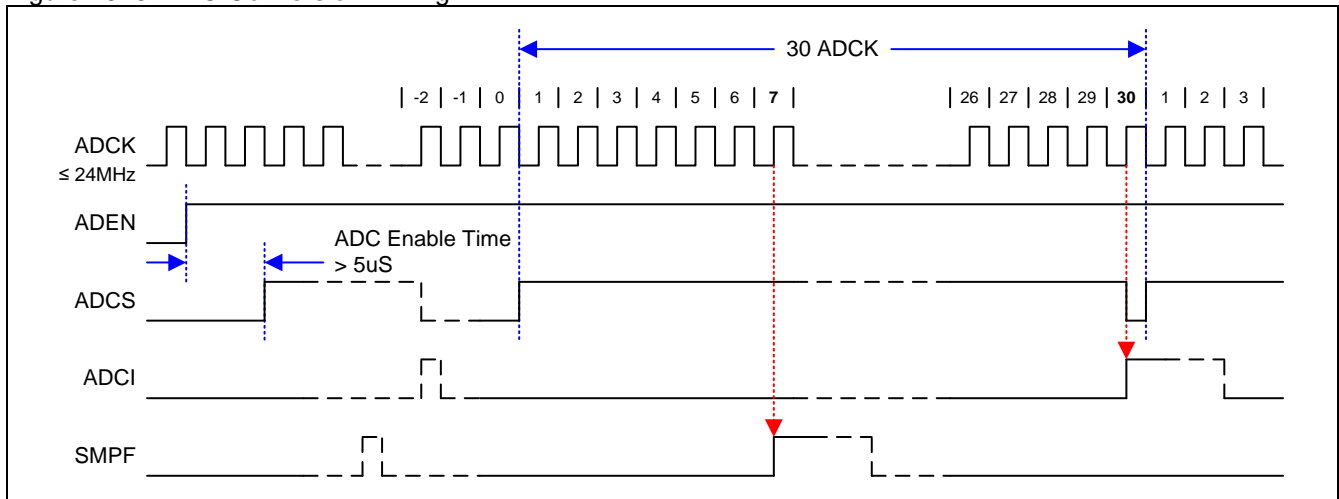 30 ADCK
| -2 | -1 | 0 | 1 | 2 | 3 | 4 | 5 | 6 | 7 | | 26 | 27 | 28 | 29 | 30 | 1 | 2 | 3 |
ADCK
≤ 24MHz
ADEN
ADC Enable Time
> 5uS
ADCS
ADCI
SMPF